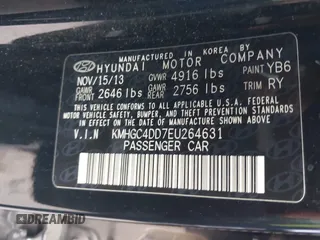 MANUFACTURED IN KOREA BY
HYUNDAI MOTOR COMPANY
NOV/15/13 GVWR 4916 lbs PAINT YB6
GAWR FRONT 2646 lbs GAWR REAR 2756 lbs TRIM RY
THIS VEHICLE CONFORMS TO ALL APPLICABLE U.S.A. FEDERAL MOTOR VEHICLE SAFETY, BUMPER, AND THEFT PREVENTION STANDARDS IN EFFECT ON THE DATE OF MANUFACTURE SHOWN ABOVE.
V.I.N KMHGC4DD7EU264631
PASSENGER CAR
IDREAMBID